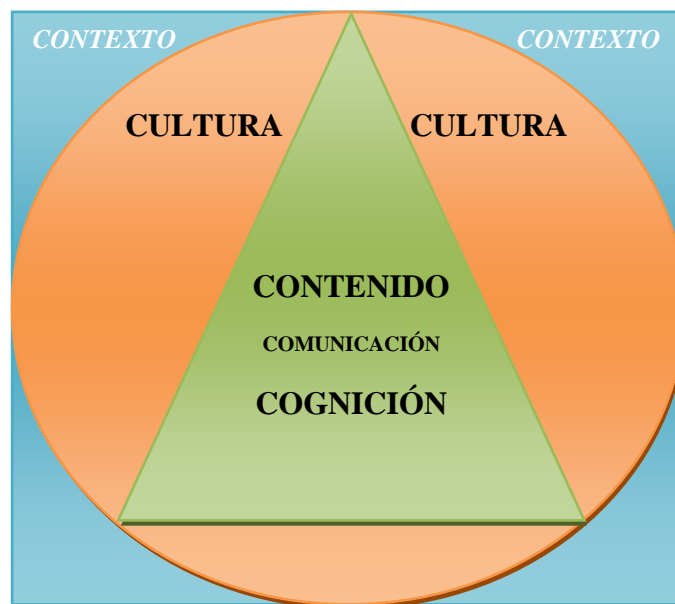 CONTEXTO CONTEXTO
CULTURA CULTURA
CONTENIDO
COMUNICACIÓN
COGNICIÓN